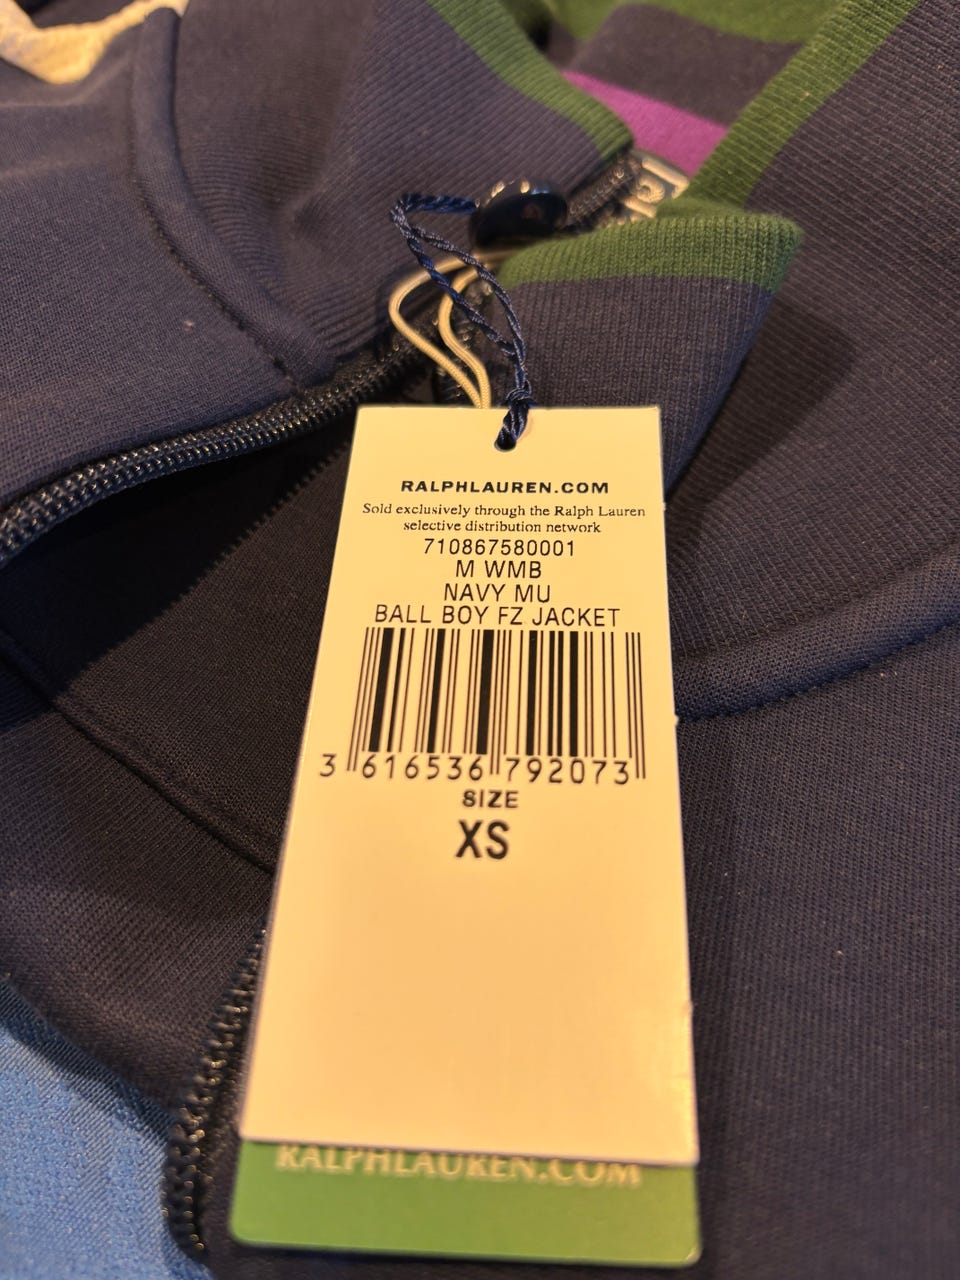 RALPHLAUREN.COM
Sold exclusively through the Ralph Lauren
selective distribution network
710867580001
M WMB
NAVY MU
BALL BOY FZ JACKET
3 616536 792073
SIZE
XS
RALPHLAUREN.COM